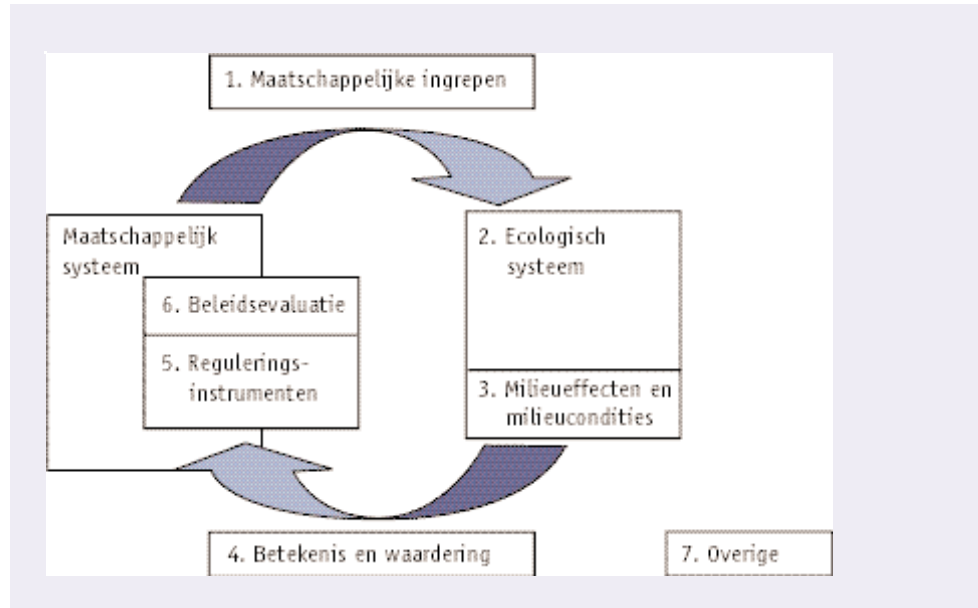 1. Maatschappelijke ingrepen
Maatschappelijk
systeem
6. Beleidsevaluatie
5. Regulerings-
instrumenten
2. Ecologisch
systeem
3. Milieueffecten en
milieucondities
4. Betekenis en waardering
7. Overige